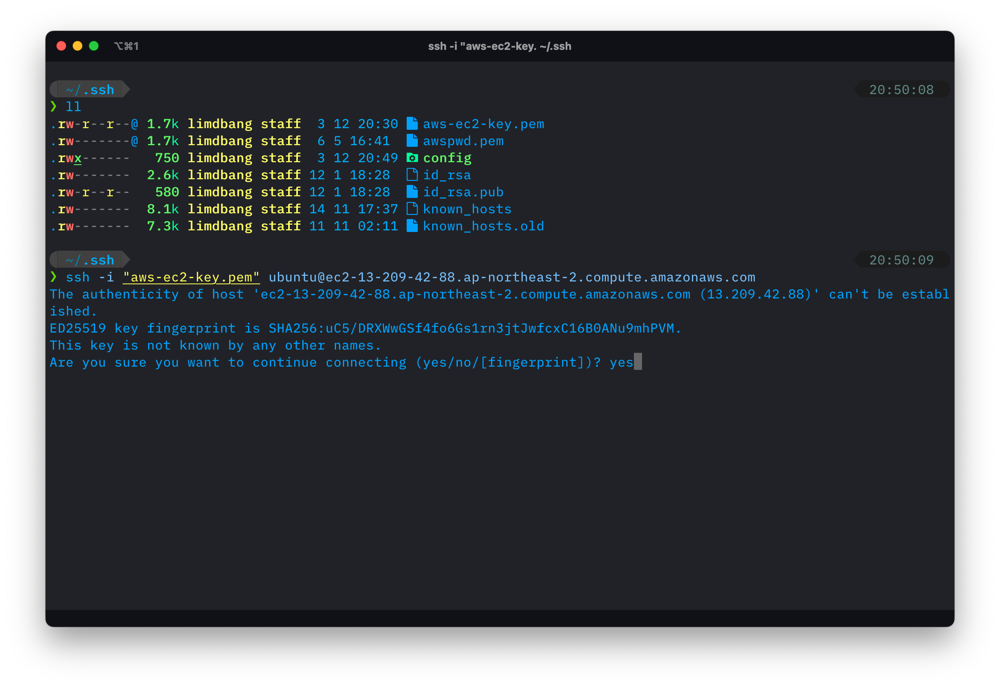 ⌥⌘1
ssh -i "aws-ec2-key. ~/.ssh
~/.ssh 20:50:08
❯ ll
.rw-r--r--@ 1.7k limdbang staff  3 12 20:30 aws-ec2-key.pem
.rw-------@ 1.7k limdbang staff  6 5 16:41 awspwd.pem
.rwx------ 750 limdbang staff  3 12 20:49 config
.rw------- 2.6k limdbang staff 12 1 18:28 id_rsa
.rw-r--r-- 580 limdbang staff 12 1 18:28 id_rsa.pub
.rw------- 8.1k limdbang staff 14 11 17:37 known_hosts
.rw------- 7.3k limdbang staff 11 11 02:11 known_hosts.old
~/.ssh 20:50:09
❯ ssh -i "aws-ec2-key.pem" ubuntu@ec2-13-209-42-88.ap-northeast-2.compute.amazonaws.com
The authenticity of host 'ec2-13-209-42-88.ap-northeast-2.compute.amazonaws.com (13.209.42.88)' can't be establ
ished.
ED25519 key fingerprint is SHA256:uC5/DRXWwGSf4fo6Gs1rn3jtJwfcxC16B0ANu9mhPVM.
This key is not known by any other names.
Are you sure you want to continue connecting (yes/no/[fingerprint])? yes